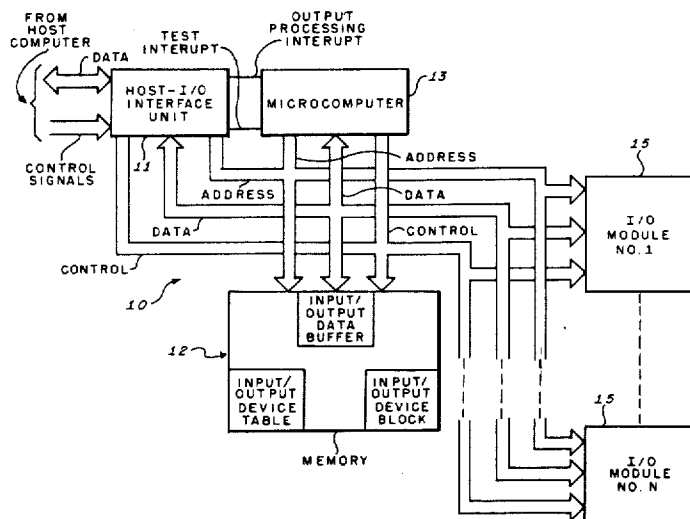 FROM
HOST
COMPUTER
DATA
CONTROL
SIGNALS
HOST-I/O
INTERFACE
UNIT
11
TEST
INTERUPT
OUTPUT
PROCESSING
INTERUPT
MICROCOMPUTER
13
ADDRESS
ADDRESS
DATA
DATA
CONTROL
CONTROL
10
12
INPUT/
OUTPUT
DATA
BUFFER
INPUT/
OUTPUT
DEVICE
TABLE
INPUT/
OUTPUT
DEVICE
BLOCK
MEMORY
15
I/O
MODULE
NO. 1
15
I/O
MODULE
NO. N